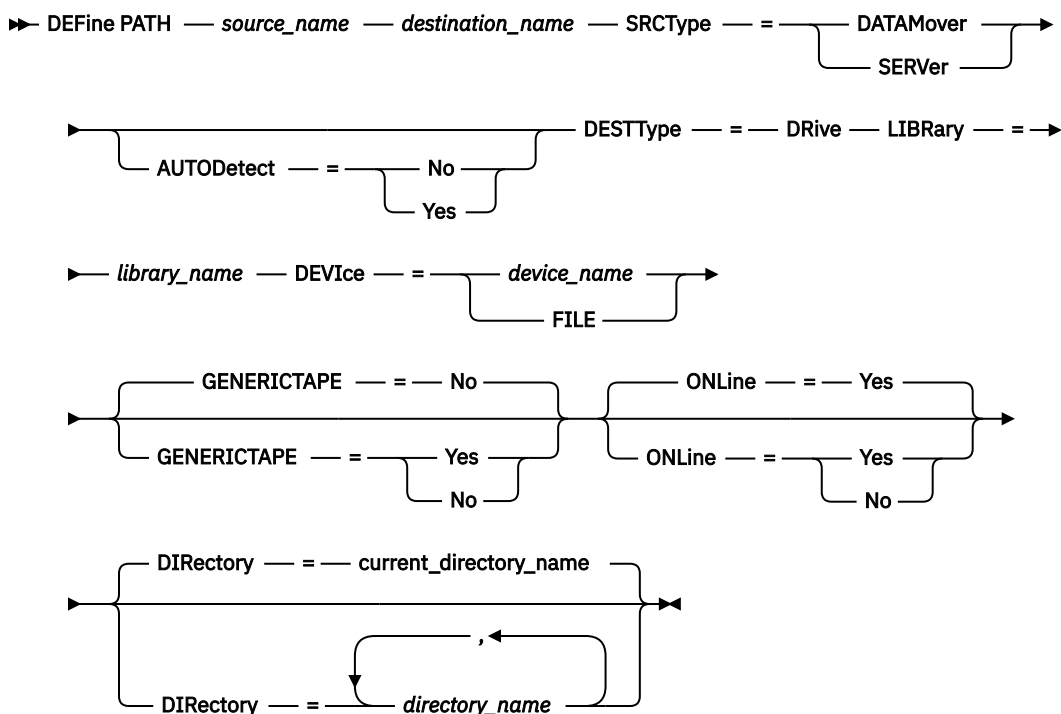 DEFine PATH source_name destination_name SRCType = DATAMover
SERVer
AUTODetect = No
Yes
DESTType = DRive LIBRary =
library_name DEVIce = device_name
FILE
GENERICTAPE = No
GENERICTAPE = Yes
No
ONLine = Yes
ONLine = Yes
No
DIRectory = current_directory_name
,
DIRectory = directory_name